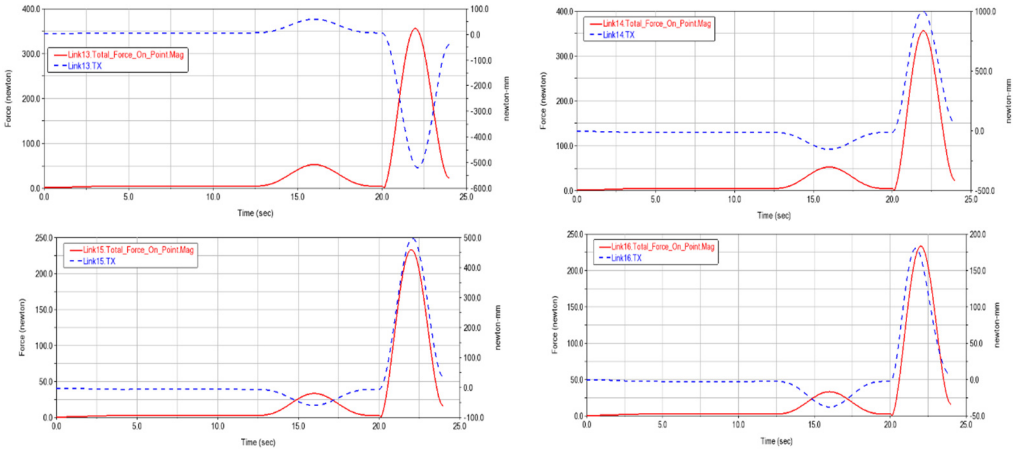 400.0
300.0
200.0
100.0
0.0
Force (newton)
Link13.Total_Force_On_Point.Mag
Link13.TX
100.0
0.0
-100.0
-200.0
-300.0
-400.0
-500.0
-600.0
newton-mm
0.0 5.0 10.0 15.0 20.0 25.0
Time (sec)
400.0
300.0
200.0
100.0
0.0
Force (newton)
Link14.Total_Force_On_Point.Mag
Link14.TX
1000.0
500.0
0.0
-500.0
newton-mm
0.0 5.0 10.0 15.0 20.0 25.0
Time (sec)
250.0
200.0
150.0
100.0
50.0
0.0
Force (newton)
Link15.Total_Force_On_Point.Mag
Link15.TX
500.0
400.0
300.0
200.0
100.0
0.0
-100.0
newton-mm
0.0 5.0 10.0 15.0 20.0 25.0
Time (sec)
250.0
200.0
150.0
100.0
50.0
0.0
Force (newton)
Link16.Total_Force_On_Point.Mag
Link16.TX
200.0
150.0
100.0
50.0
0.0
-50.0
newton-mm
0.0 5.0 10.0 15.0 20.0 25.0
Time (sec)